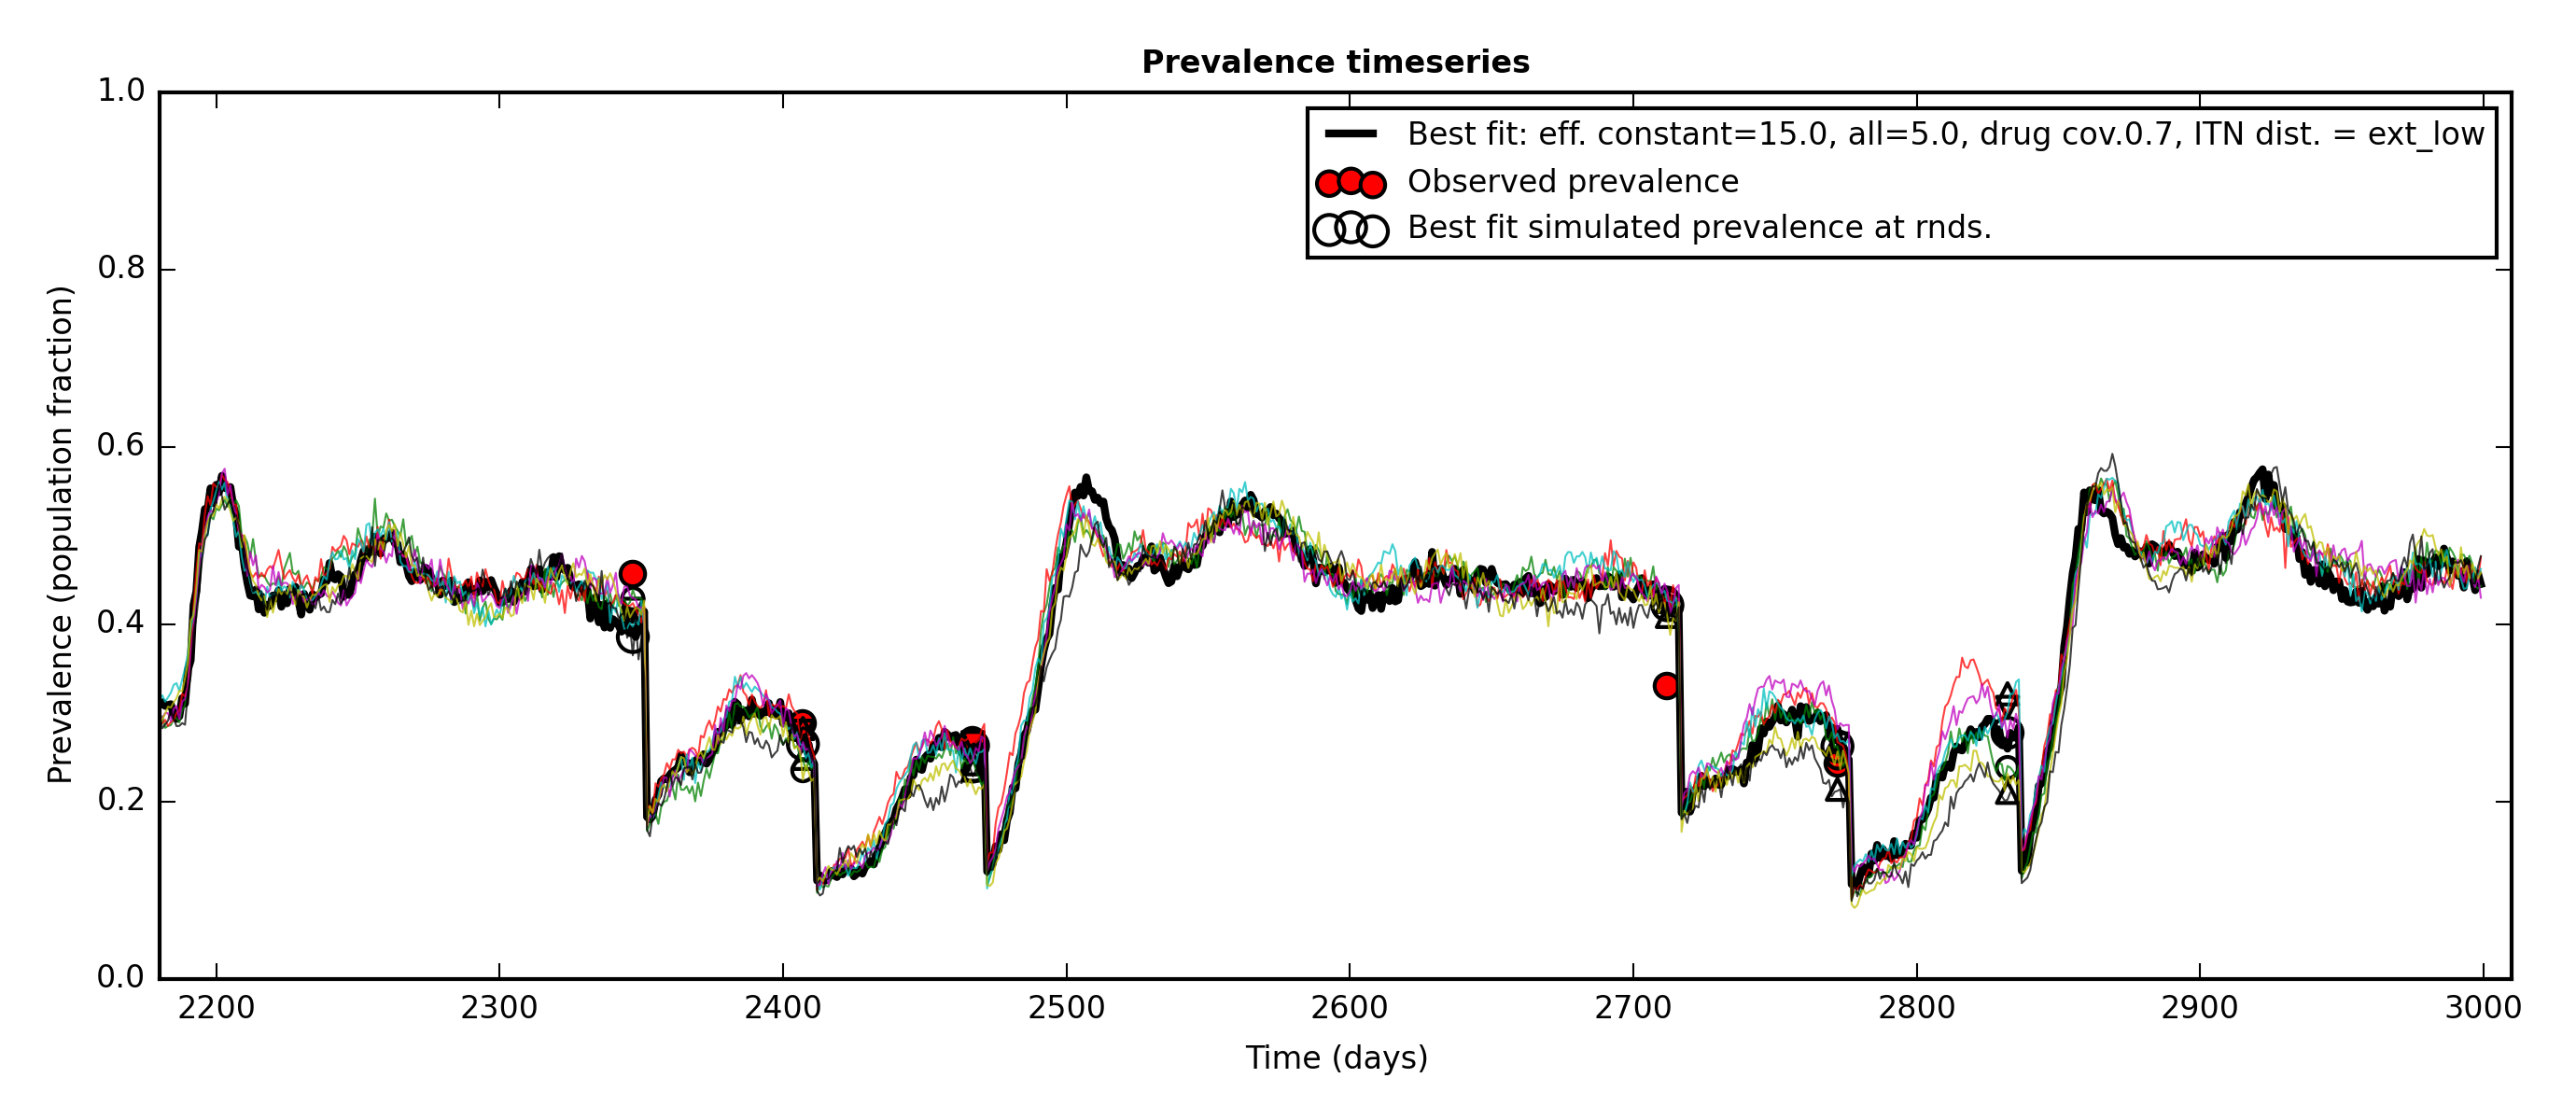 Prevalence timeseries
Best fit: eff. constant=15.0, all=5.0, drug cov.0.7, ITN dist. = ext_low
Observed prevalence
Best fit simulated prevalence at rnds.
Prevalence (population fraction)
1.0
0.8
0.6
0.4
0.2
0.0
2200 2300 2400 2500 2600 2700 2800 2900 3000
Time (days)